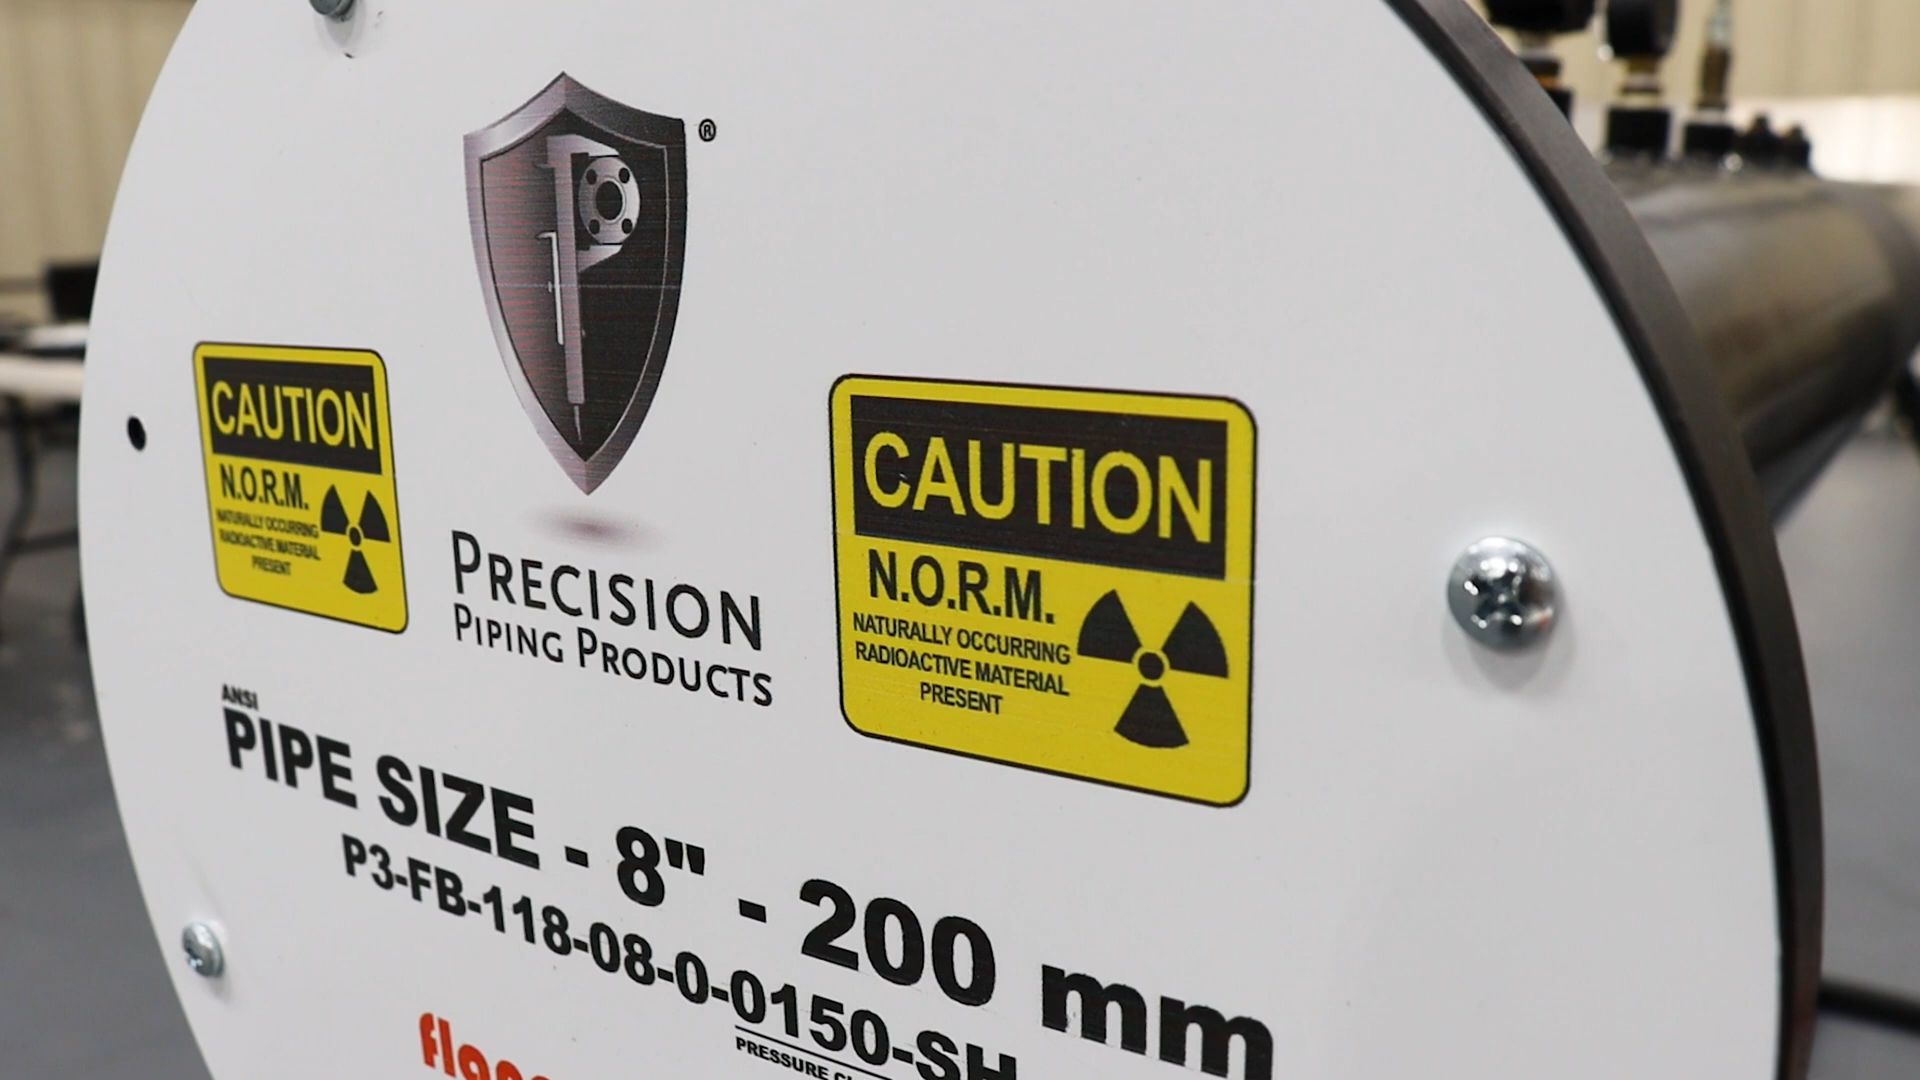 ®
CAUTION
N.O.R.M.
NATURALLY OCCURRING
RADIOACTIVE MATERIAL
PRESENT
PRECISION
PIPING PRODUCTS
CAUTION
N.O.R.M.
NATURALLY OCCURRING
RADIOACTIVE MATERIAL
PRESENT
ANSI
PIPE SIZE - 8" - 200 mm
P3-FB-118-08-0-0150-SH
PRESSURE